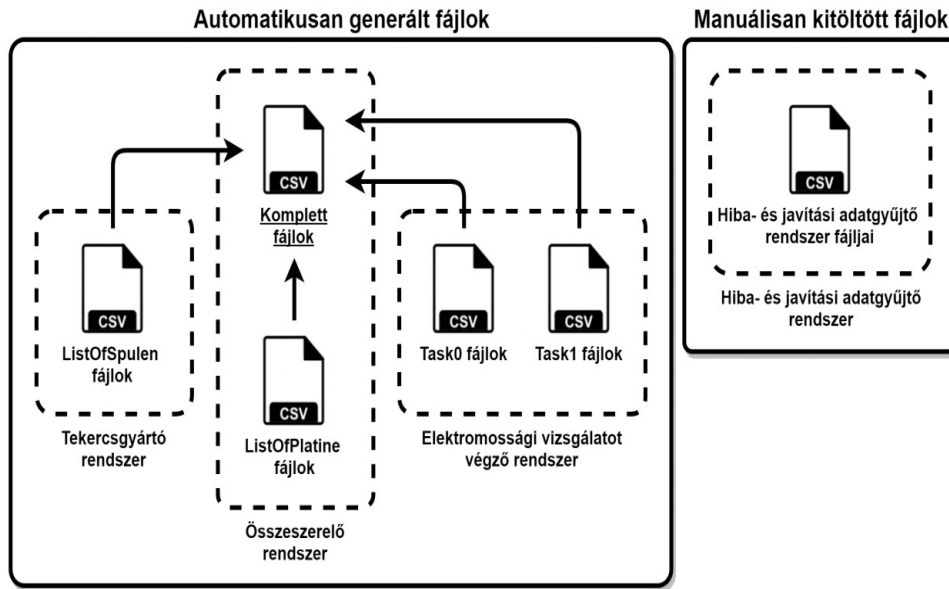 Automatikusan generált fájlok
Manuálisan kitöltött fájlok
CSV
Komplett
fájlok
CSV
ListOfSpulen
fájlok
Tekercsgyártó
rendszer
CSV
ListOfPlatine
fájlok
Összeszerelő
rendszer
CSV
Task0 fájlok
CSV
Task1 fájlok
Elektromossági vizsgálatot
végző rendszer
CSV
Hiba- és javítási adatgyűjtő
rendszer fájljai
Hiba- és javítási adatgyűjtő
rendszer